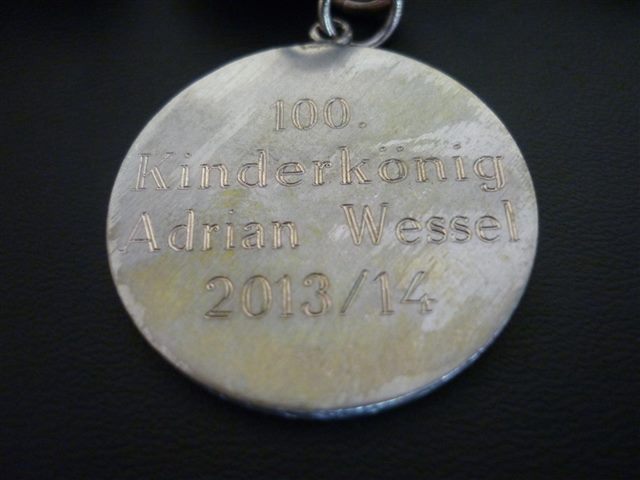 100.
Kinderkönig
Adrian Wessel
2013/14